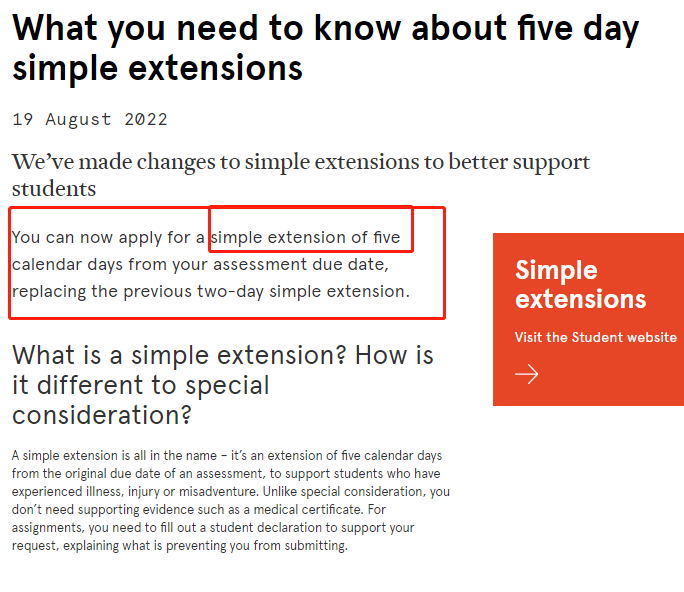 What you need to know about five day
simple extensions
19 August 2022
We've made changes to simple extensions to better support
students
You can now apply for a simple extension of five
calendar days from your assessment due date,
replacing the previous two-day simple extension.
Simple
extensions
Visit the Student website
What is a simple extension? How is
it different to special
consideration?
A simple extension is all in the name – it's an extension of five calendar days
from the original due date of an assessment, to support students who have
experienced illness, injury or misadventure. Unlike special consideration, you
don't need supporting evidence such as a medical certificate. For
assignments, you need to fill out a student declaration to support your
request, explaining what is preventing you from submitting.